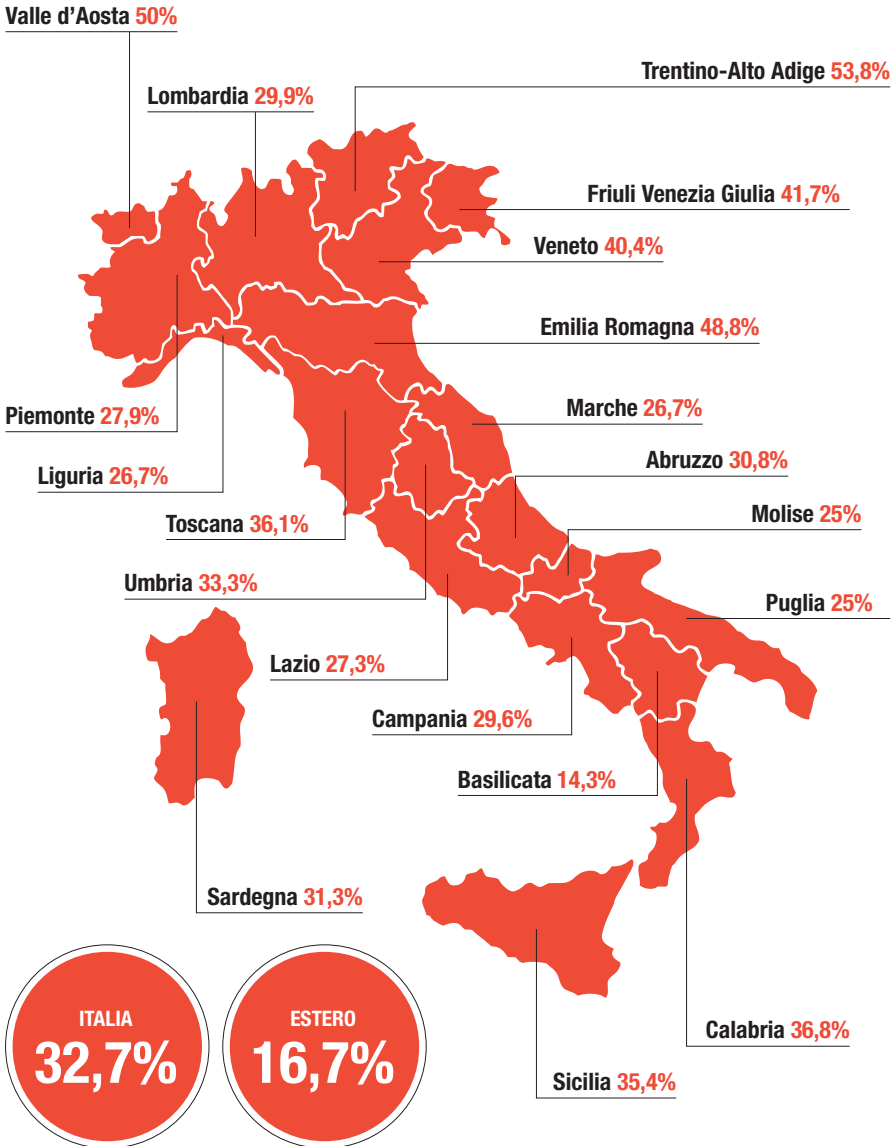 Valle d’Aosta 50%
Trentino-Alto Adige 53,8%
Lombardia 29,9%
Friuli Venezia Giulia 41,7%
Veneto 40,4%
Emilia Romagna 48,8%
Marche 26,7%
Piemonte 27,9%
Abruzzo 30,8%
Liguria 26,7%
Molise 25%
Toscana 36,1%
Umbria 33,3%
Puglia 25%
Lazio 27,3%
Campania 29,6%
Basilicata 14,3%
Sardegna 31,3%
ITALIA
32,7%
ESTERO
16,7%
Calabria 36,8%
Sicilia 35,4%